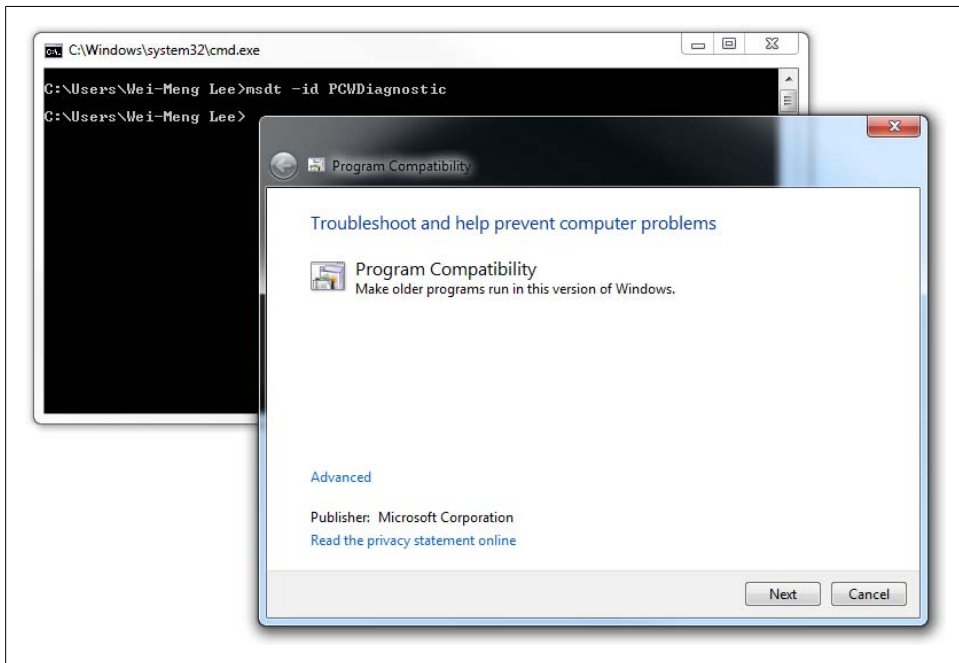 C:\Windows\system32\cmd.exe
C:\Users\Wei-Meng Lee>msdt -id PCWDiagnostic
C:\Users\Wei-Meng Lee>
Program Compatibility
Troubleshoot and help prevent computer problems
Program Compatibility
Make older programs run in this version of Windows.
Advanced
Publisher: Microsoft Corporation
Read the privacy statement online
Next
Cancel